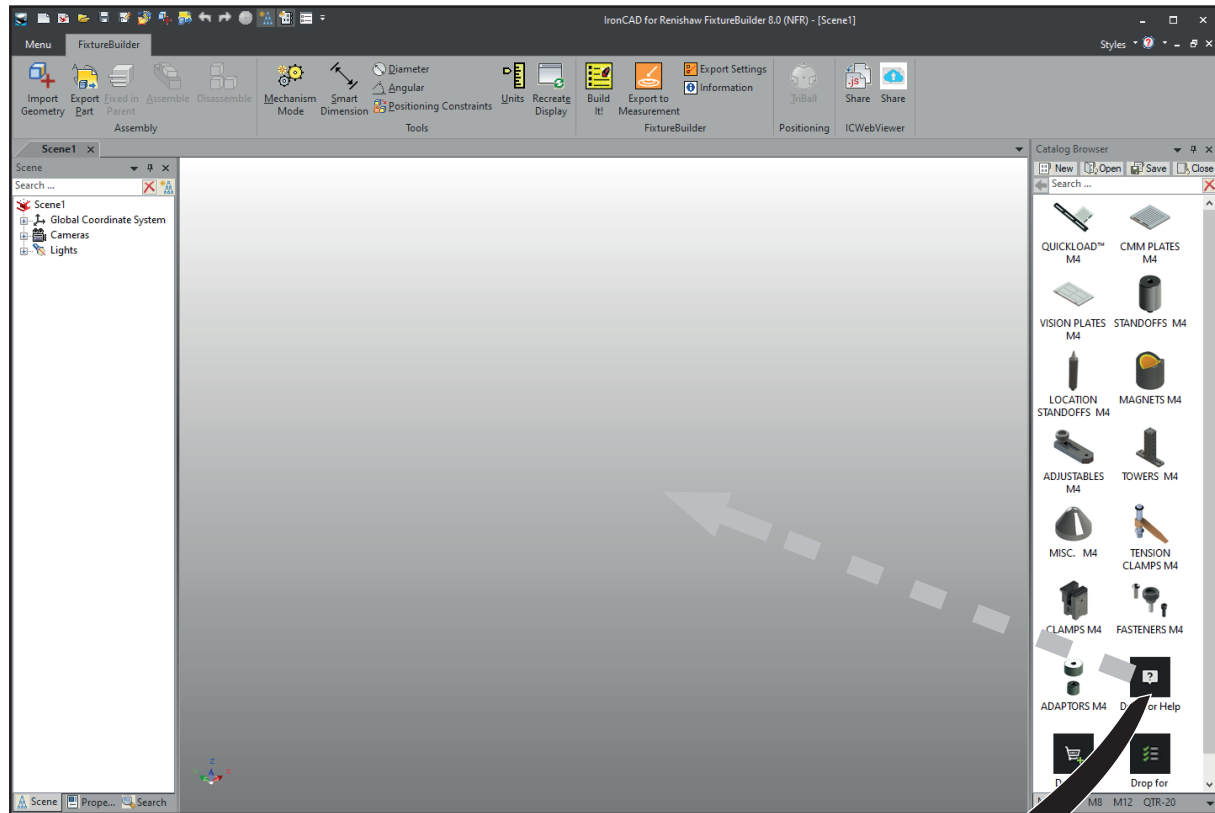 IronCAD for Renishaw FixtureBuilder 8.0 (NFR) - [Scene1]
Menu FixtureBuilder Styles
Import Geometry
Export Part
Fixed in Parent
Assemble
Disassemble
Assembly
Mechanism Mode
Smart Dimension
Diameter
Angular
Positioning Constraints
Units
Recreate Display
Tools
Build It!
Export to Measurement
Export Settings
Information
FixtureBuilder
TriBall
Positioning
.js
Share
Share
ICWebViewer
Scene1
Scene
Search ...
Scene1
Global Coordinate System
Cameras
Lights
Z
X
Scene Prope... Search
Catalog Browser
New Open Save Close
Search ...
QUICKLOAD™
M4
CMM PLATES
M4
VISION PLATES
M4
STANDOFFS M4
LOCATION
STANDOFFS M4
MAGNETS M4
ADJUSTABLES
M4
TOWERS M4
MISC. M4
TENSION
CLAMPS M4
CLAMPS M4
FASTENERS M4
ADAPTORS M4
Help
Drop for
M8 M12 QTR-20